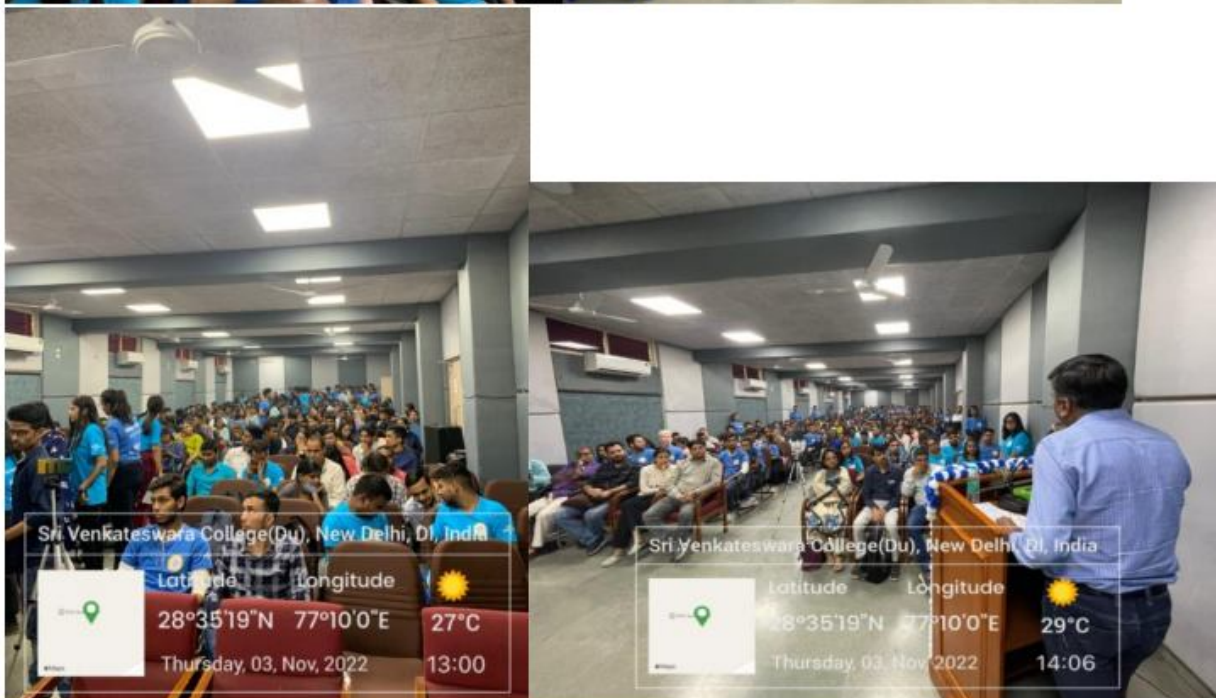 Sri Venkateswara College(Du), New Delhi, Dl, India
Latitude Longitude
28°35'19"N 77°10'0"E 27°C
Thursday, 03, Nov, 2022 13:00
Sri Venkateswara College(Du), New Delhi, Dl, India
Latitude Longitude
28°35'19"N 77°10'0"E 29°C
Thursday, 03, Nov, 2022 14:06